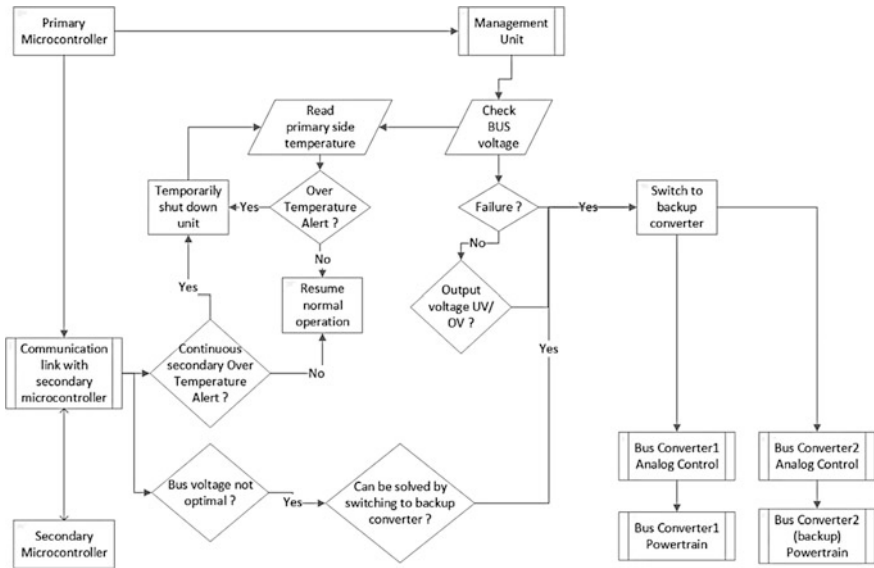 Primary
Microcontroller
Management
Unit
Read
primary side
temperature
Check
BUS
voltage
Temporarily
shut down
unit
Yes
Over
Temperature
Alert ?
Failure ?
Yes
Switch to
backup
converter
No
No
Yes
Resume
normal
operation
Output
voltage UV/
OV ?
Yes
Communication
link with
secondary
microcontroller
Continuous
secondary Over
Temperature
Alert ?
No
Bus Converter1
Analog Control
Bus Converter2
Analog Control
Bus voltage not
optimal ?
Yes
Can be solved by
switching to backup
converter ?
Secondary
Microcontroller
Bus Converter1
Powertrain
Bus Converter2
(backup)
Powertrain